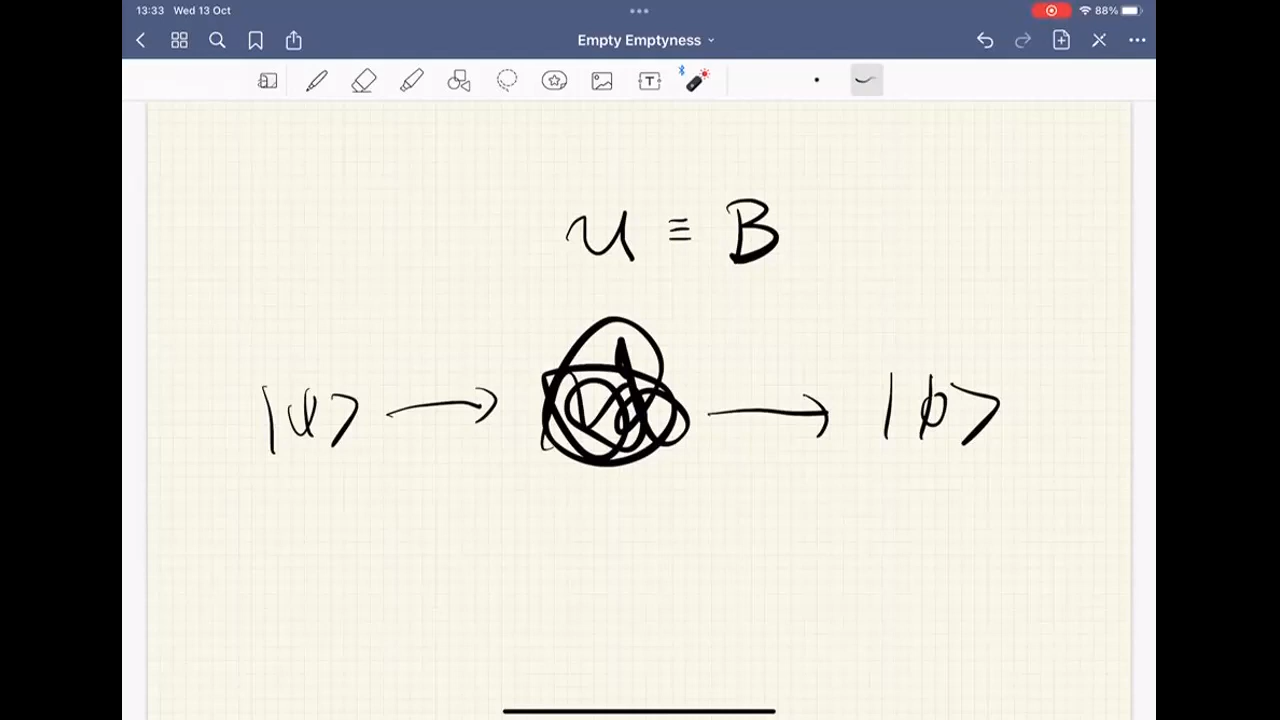 13:33 Wed 13 Oct
88%
Empty Emptyness
T
u ≡ B
|ψ> → → |ϕ>